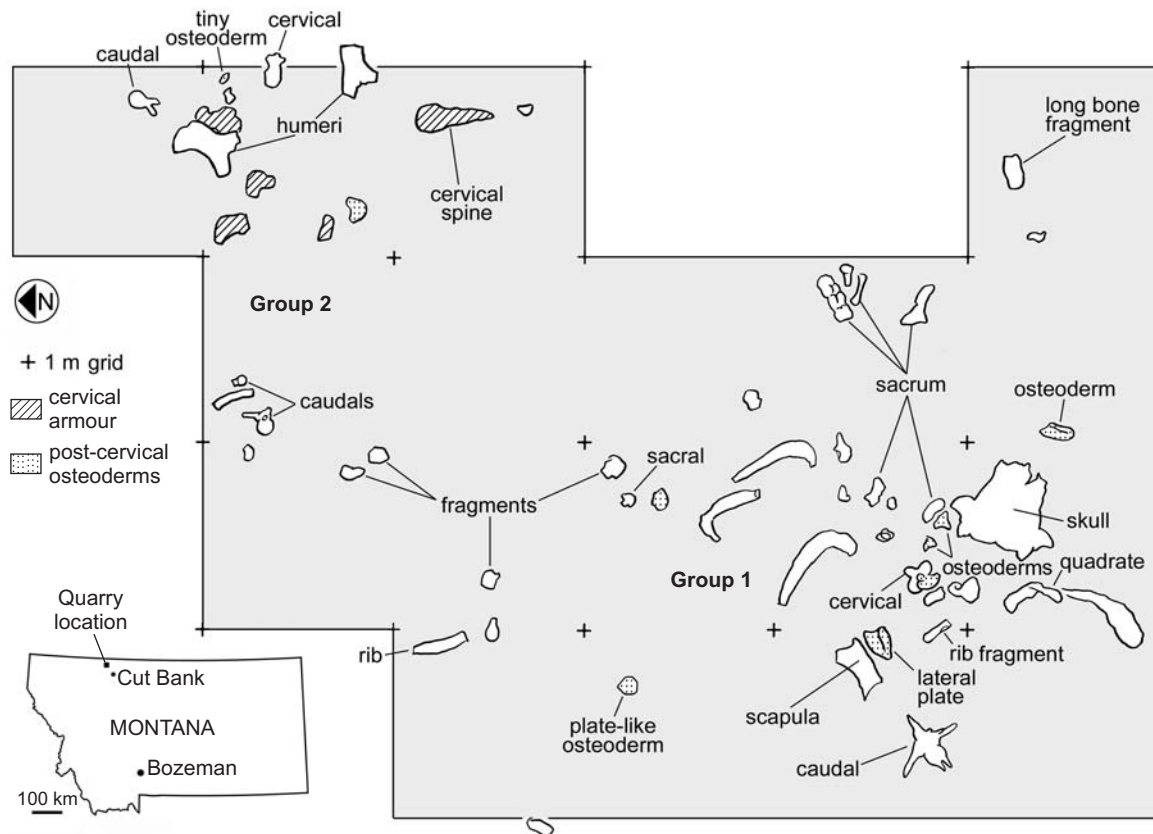 tiny
osteoderm
cervical
caudal
humeri
cervical
spine
long bone
fragment
N
Group 2
+ 1 m grid
cervical
armour
post-cervical
osteoderms
caudals
fragments
sacral
sacrum
osteoderm
skull
osteoderms
quadrate
Group 1
cervical
rib
rib fragment
lateral
plate
scapula
plate-like
osteoderm
caudal
Quarry
location
Cut Bank
MONTANA
Bozeman
100 km